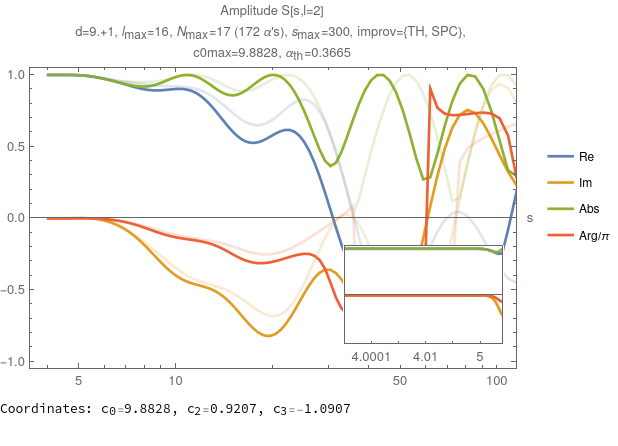 Amplitude S[s,l=2]
d=9.+1, lmax=16, Nmax=17 (172 α's), smax=300, improv={TH, SPC},
c0max=9.8828, αth=0.3665
1.0
0.5
0.0
-0.5
-1.0
s
Re
Im
Abs
Arg/π
4.0001 4.01 5
5 10 50 100
Coordinates: c0=9.8828, c2=0.9207, c3=-1.0907